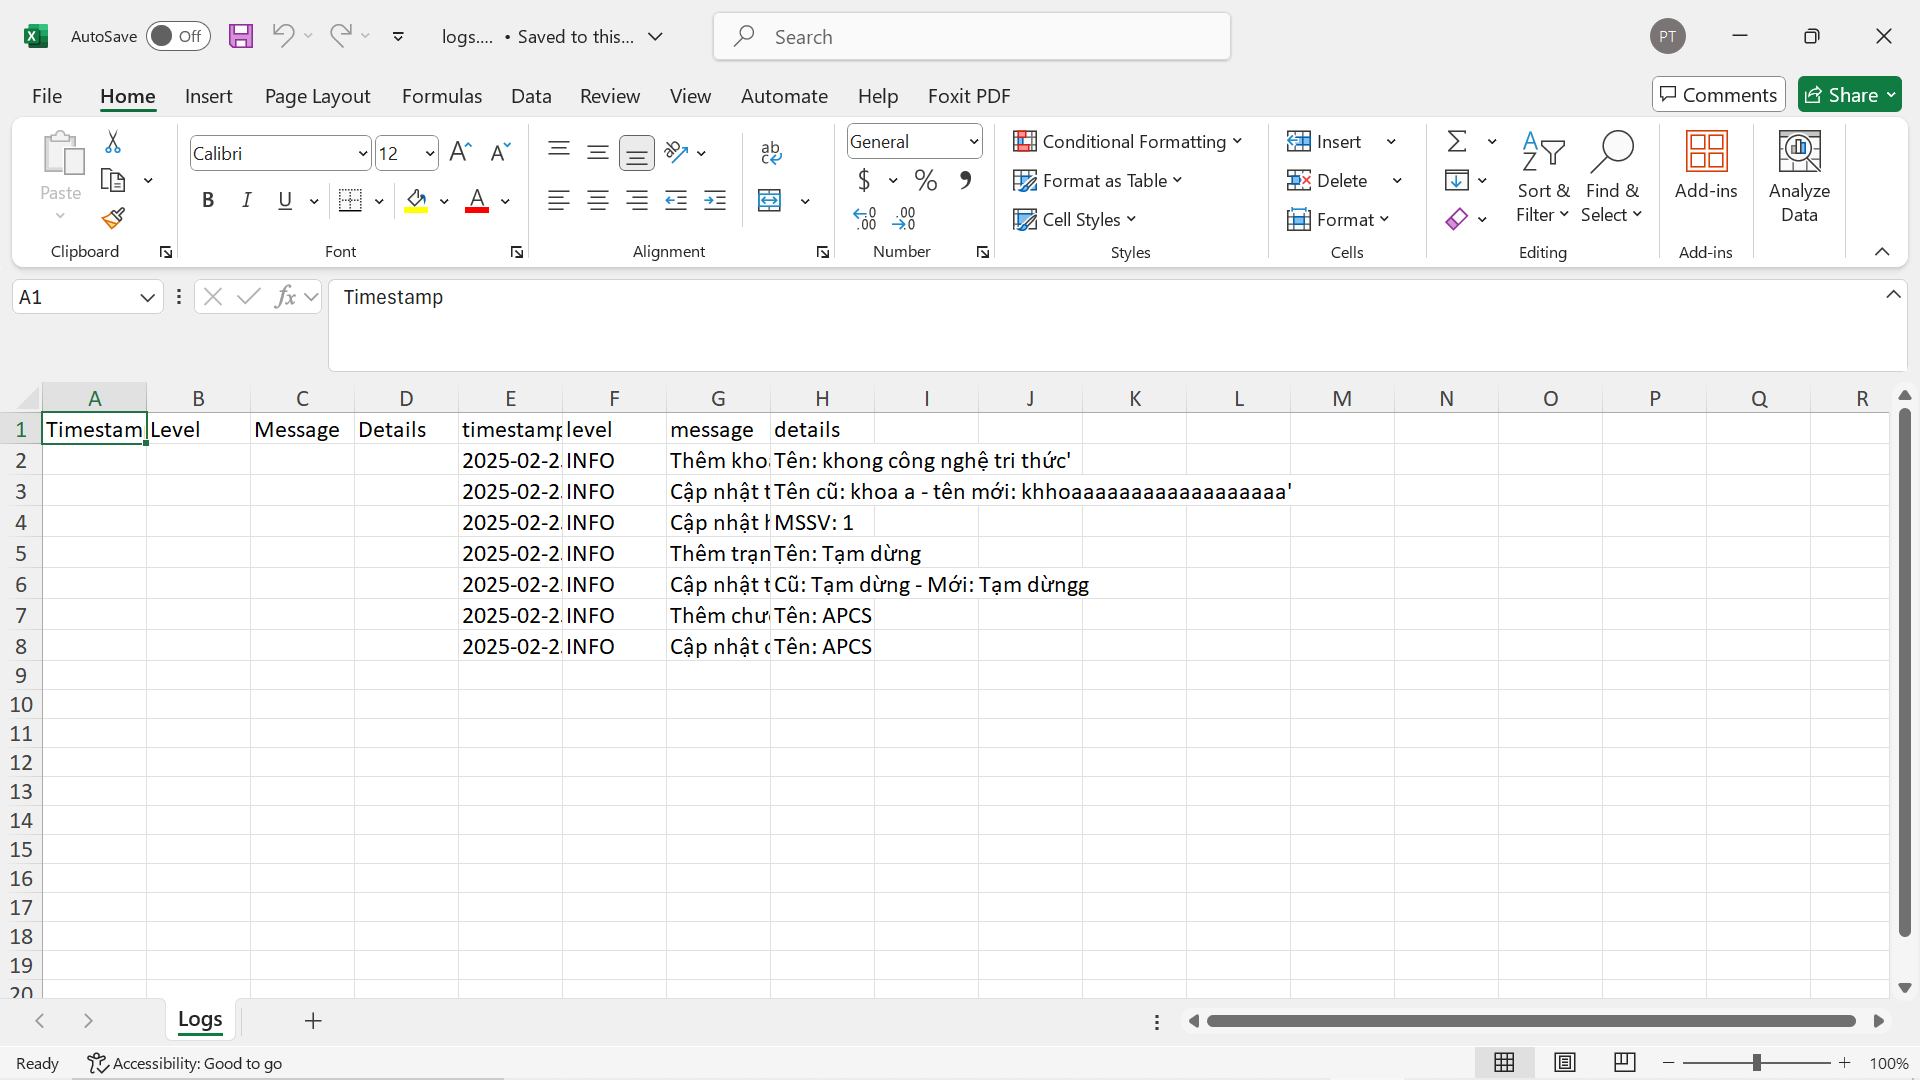 AutoSave Off logs.... • Saved to this... Search PT
File Home Insert Page Layout Formulas Data Review View Automate Help Foxit PDF Comments Share
Paste
Clipboard
Calibri 12
B I U A
Font
ab
Alignment
General
$ % ,
Number
Conditional Formatting
Format as Table
Cell Styles
Styles
Insert
Delete
Format
Cells
Sort & Filter
Find & Select
Editing
Add-ins
Add-ins
Analyze Data
A1 fx Timestamp
A B C D E F G H I J K L M N O P Q R
1 Timestam Level Message Details timestamp level message details
2 2025-02-2 INFO Thêm kho Tên: khong công nghệ tri thức'
3 2025-02-2 INFO Cập nhật t Tên cũ: khoa a - tên mới: khhoaaaaaaaaaaaaaaaaaa'
4 2025-02-2 INFO Cập nhật h MSSV: 1
5 2025-02-2 INFO Thêm trạn Tên: Tạm dừng
6 2025-02-2 INFO Cập nhật t Cũ: Tạm dừng - Mới: Tạm dừngg
7 2025-02-2 INFO Thêm chư Tên: APCS
8 2025-02-2 INFO Cập nhật c Tên: APCS
9
10
11
12
13
14
15
16
17
18
19
20
Logs
Ready Accessibility: Good to go 100%